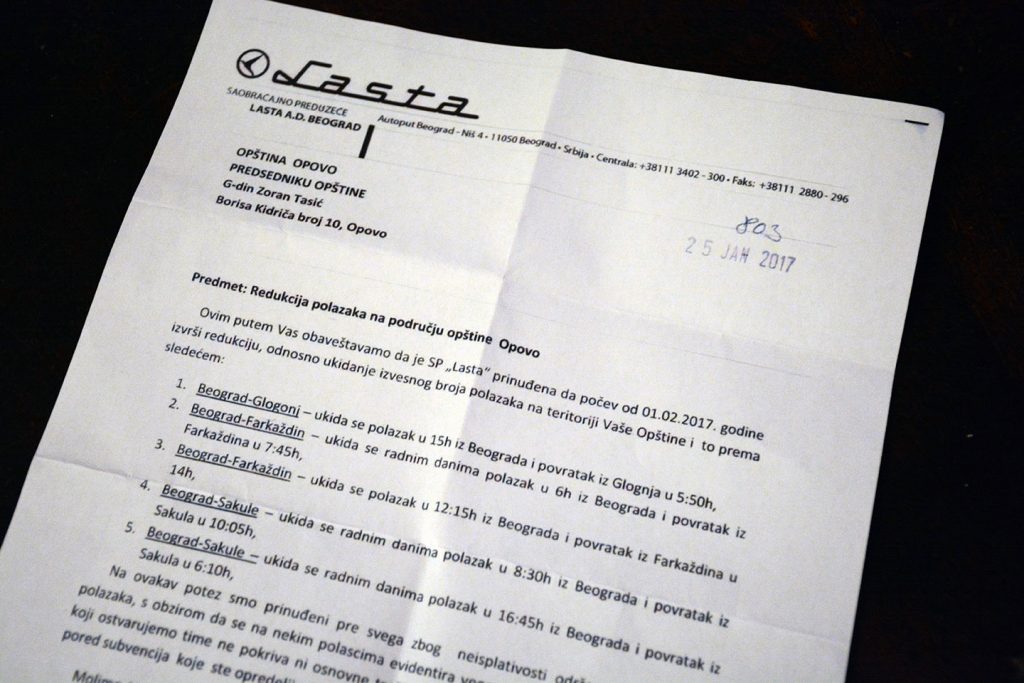 Lasta
SAOBRAĆAJNO PREDUZEĆE
LASTA A.D. BEOGRAD
Autoput Beograd - Niš 4 • 11050 Beograd • Srbija • Centrala: +38111 3402 - 300 • Faks: +38111 2880 - 296
OPŠTINA OPOVO
PREDSEDNIKU OPŠTINE
G-din Zoran Tasić
Borisa Kidriča broj 10, Opovo
803
25 JAN 2017
Predmet: Redukcija polazaka na području opštine Opovo
Ovim putem Vas obaveštavamo da je SP „Lasta“ prinuđena da počev od 01.02.2017. godine
izvrši redukciju, odnosno ukidanje izvesnog broja polazaka na teritoriji Vaše Opštine i to prema
sledećem:
1. Beograd-Glogonj – ukida se polazak u 15h iz Beograda i povratak iz Glognja u 5:50h,
2. Beograd-Farkaždin – ukida se radnim danima polazak u 6h iz Beograda i povratak iz
Farkaždina u 7:45h,
3. Beograd-Farkaždin – ukida se polazak u 12:15h iz Beograda i povratak iz Farkaždina u
14h,
4. Beograd-Sakule – ukida se radnim danima polazak u 8:30h iz Beograda i povratak iz
Sakula u 10:05h,
5. Beograd-Sakule – ukida se radnim danima polazak u 16:45h iz Beograda i povratak iz
Sakula u 6:10h,
Na ovakav potez smo prinuđeni pre svega zbog neisplativosti
polazaka, s obzirom da se na nekim polascima evidentira
koji ostvarujemo time ne pokriva ni osnovne
pored subvencija koje ste